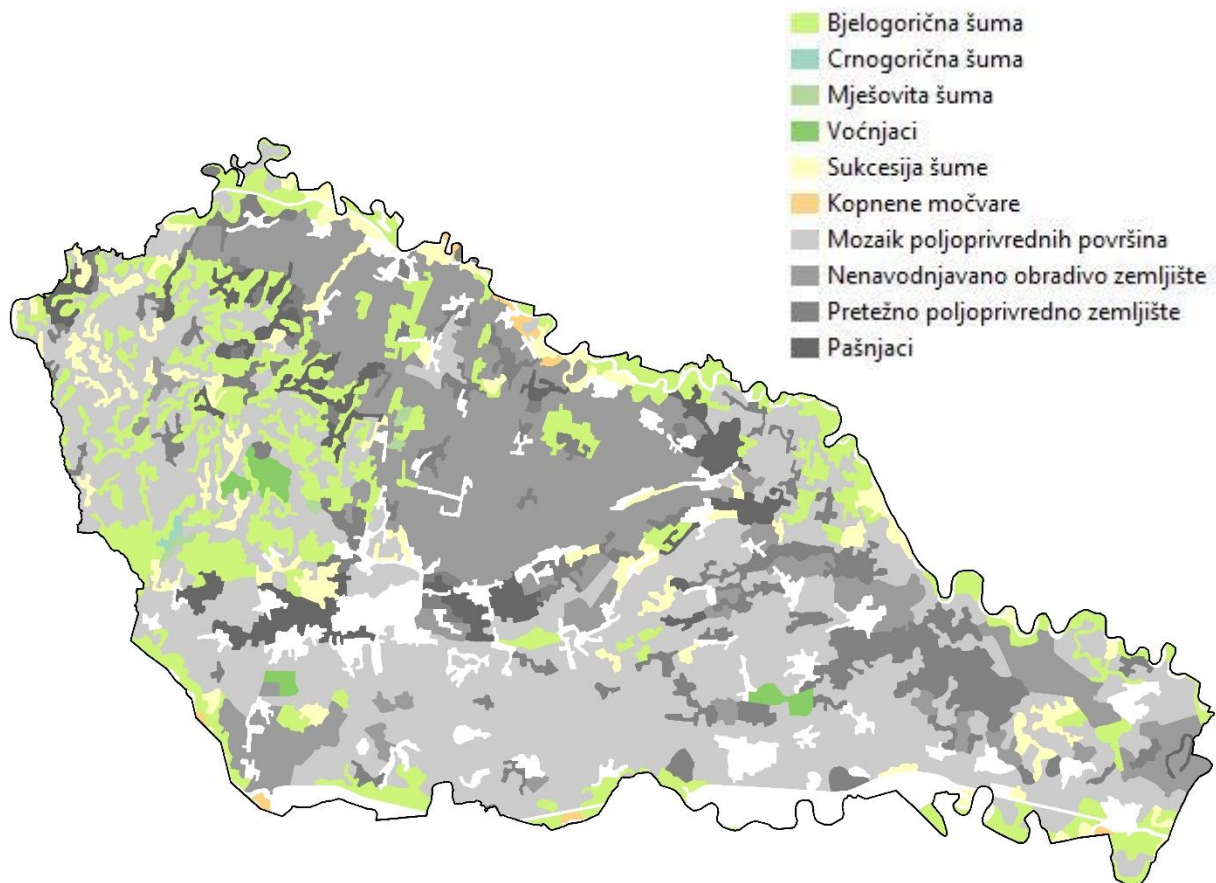 Bjelogorična šuma
Crnogorična šuma
Mješovita šuma
Voćnjaci
Sukcesija šume
Kopnene močvare
Mozaik poljoprivrednih površina
Nenavodnjavano obradivo zemljište
Pretežno poljoprivredno zemljište
Pašnjaci